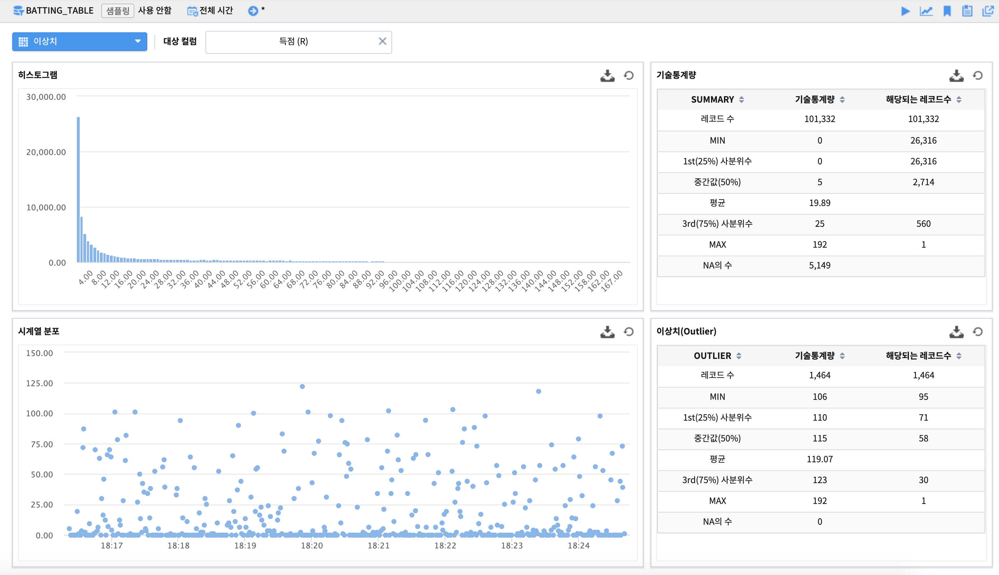 BATTING_TABLE 샘플링 사용 안함 전체 시간 *
이상치 대상 컬럼 득점 (R)
히스토그램
30,000.00
20,000.00
10,000.00
0.00
4.00 8.00 12.00 16.00 20.00 24.00 28.00 32.00 36.00 40.00 44.00 48.00 52.00 56.00 60.00 64.00 68.00 72.00 76.00 80.00 84.00 88.00 92.00 96.00 100.00 104.00 108.00 112.00 116.00 120.00 124.00 128.00 132.00 136.00 140.00 144.00 148.00 152.00 158.00 162.00 167.00
기술통계량
SUMMARY 기술통계량 해당되는 레코드수
레코드 수 101,332 101,332
MIN 0 26,316
1st(25%) 사분위수 0 26,316
중간값(50%) 5 2,714
평균 19.89
3rd(75%) 사분위수 25 560
MAX 192 1
NA의 수 5,149
시계열 분포
150.00
125.00
100.00
75.00
50.00
25.00
0.00
18:17 18:18 18:19 18:20 18:21 18:22 18:23 18:24
이상치(Outlier)
OUTLIER 기술통계량 해당되는 레코드수
레코드 수 1,464 1,464
MIN 106 95
1st(25%) 사분위수 110 71
중간값(50%) 115 58
평균 119.07
3rd(75%) 사분위수 123 30
MAX 192 1
NA의 수 0